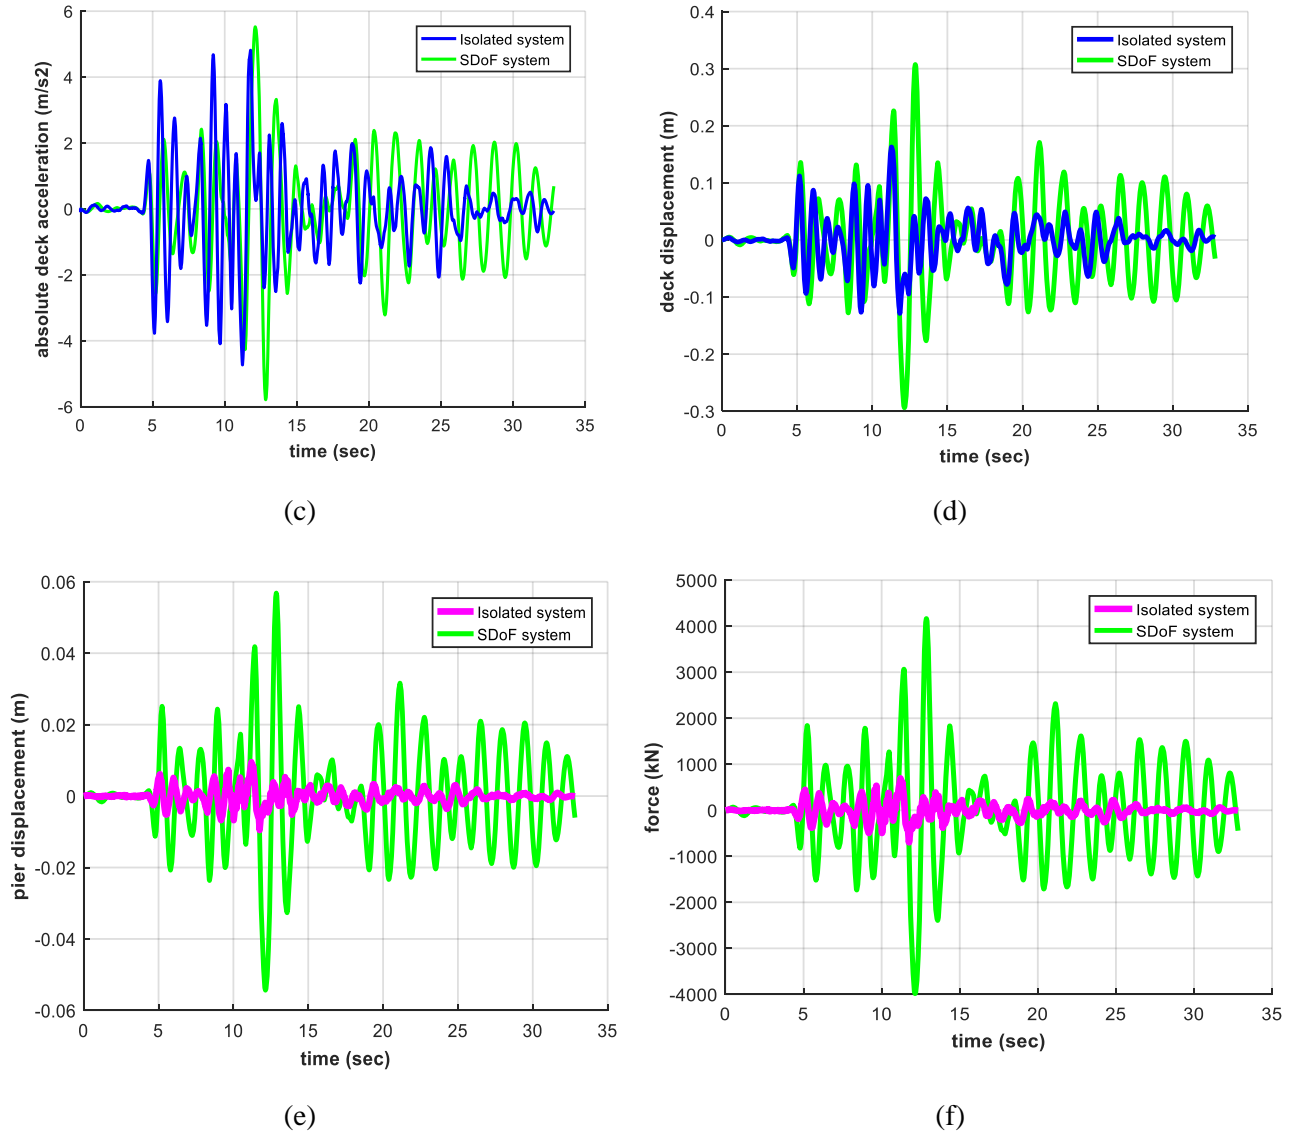 6
4
2
0
-2
-4
-6
0 5 10 15 20 25 30 35
absolute deck acceleration (m/s2)
time (sec)
Isolated system
SDoF system
(c)
0.4
0.3
0.2
0.1
0
-0.1
-0.2
-0.3
0 5 10 15 20 25 30 35
deck displacement (m)
time (sec)
Isolated system
SDoF system
(d)
0.06
0.04
0.02
0
-0.02
-0.04
-0.06
0 5 10 15 20 25 30 35
pier displacement (m)
time (sec)
Isolated system
SDoF system
(e)
5000
4000
3000
2000
1000
0
-1000
-2000
-3000
-4000
0 5 10 15 20 25 30 35
force (kN)
time (sec)
Isolated system
SDoF system
(f)